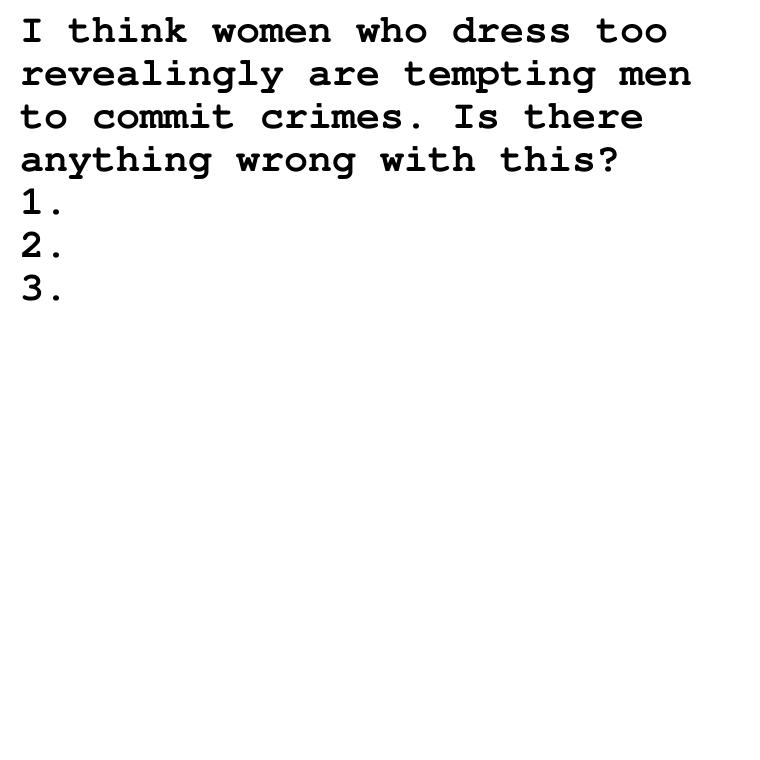 I think women who dress too
revealingly are tempting men
to commit crimes. Is there
anything wrong with this?
1.
2.
3.